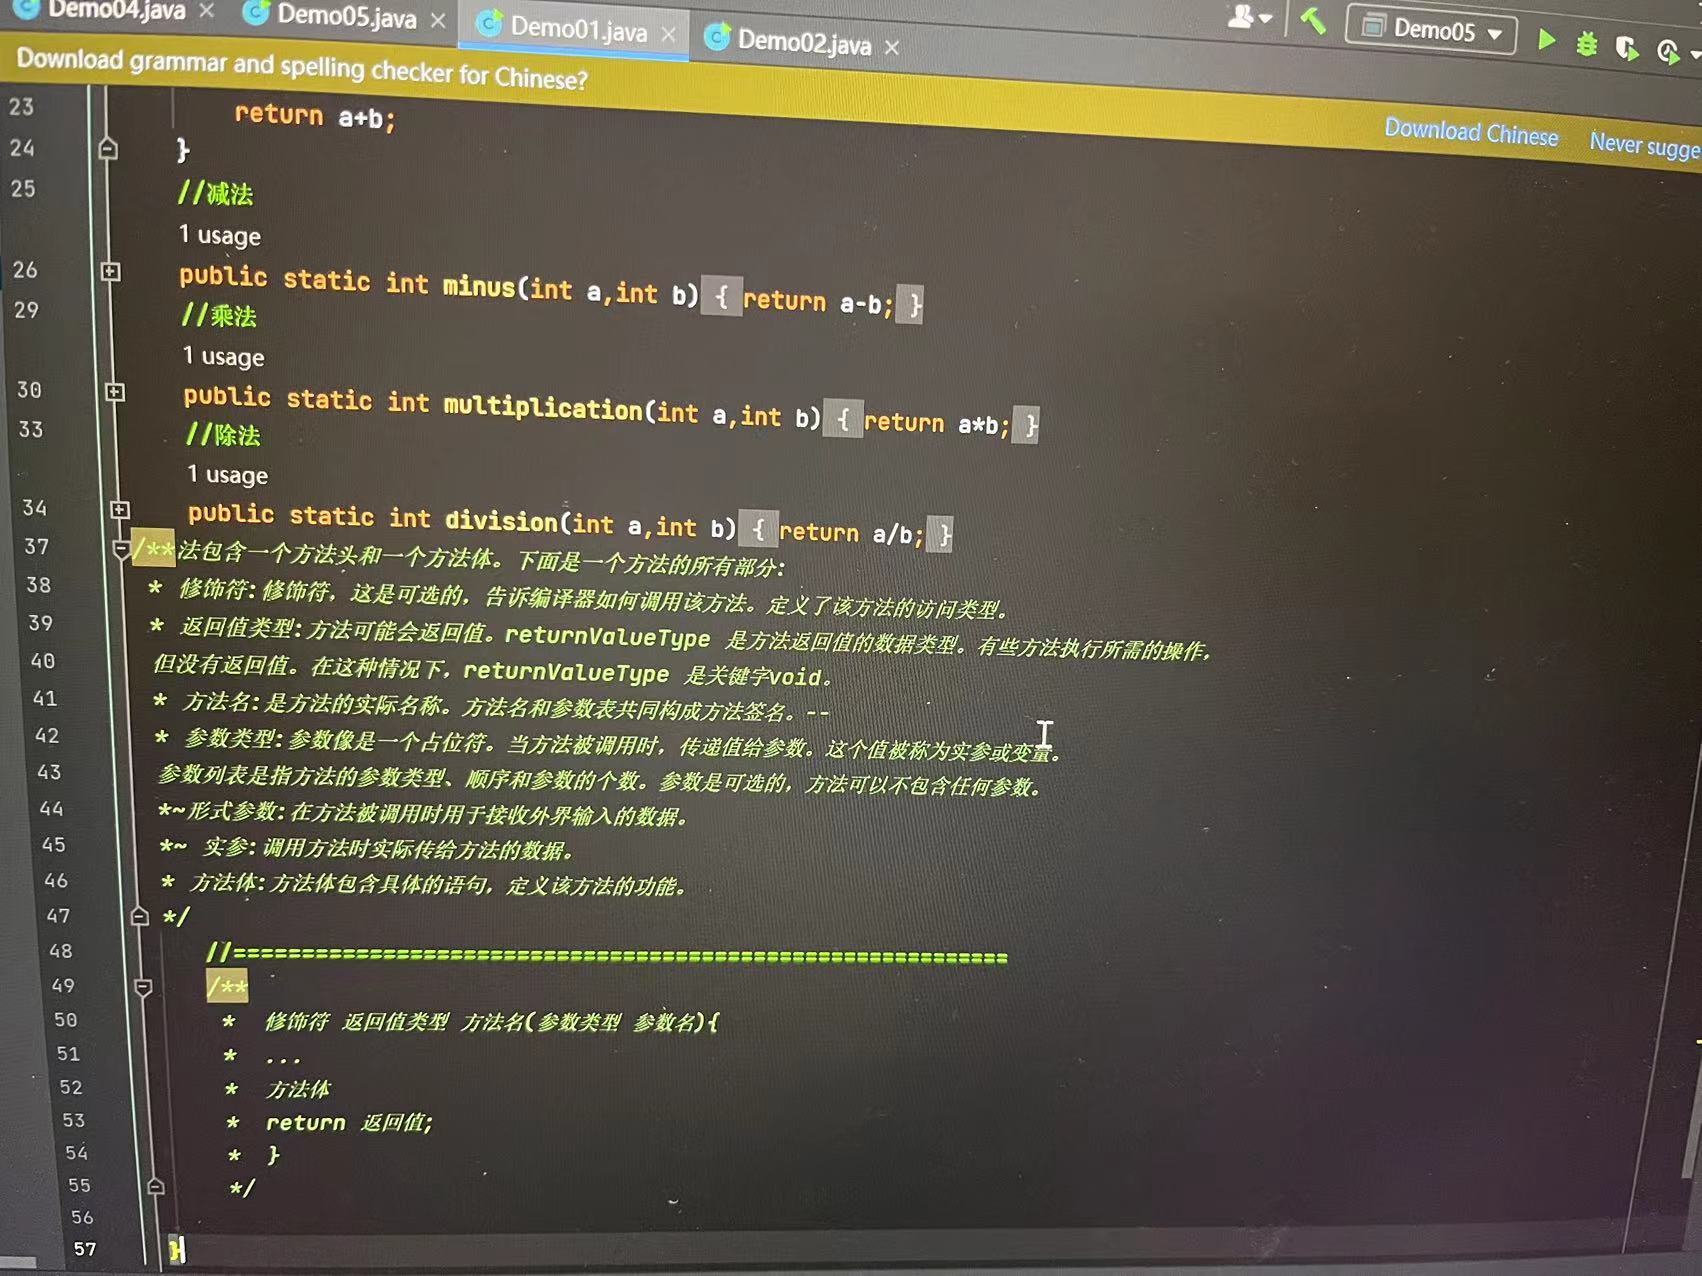 Demo04.java × Demo05.java × Demo01.java × Demo02.java × Demo05
Download grammar and spelling checker for Chinese? Download Chinese Never sugge
23 return a+b;
24 }
25 //减法
1 usage
26 public static int minus(int a,int b) { return a-b; }
29 //乘法
1 usage
30 public static int multiplication(int a,int b) { return a*b; }
33 //除法
1 usage
34 public static int division(int a,int b) { return a/b; }
37 /**法包含一个方法头和一个方法体。下面是一个方法的所有部分:
38 * 修饰符:修饰符，这是可选的，告诉编译器如何调用该方法。定义了该方法的访问类型。
39 * 返回值类型:方法可能会返回值。returnValueType 是方法返回值的数据类型。有些方法执行所需的操作，
40 但没有返回值。在这种情况下，returnValueType 是关键字void。
41 * 方法名:是方法的实际名称。方法名和参数表共同构成方法签名。--
42 * 参数类型:参数像是一个占位符。当方法被调用时，传递值给参数。这个值被称为实参或变量。
43 参数列表是指方法的参数类型、顺序和参数的个数。参数是可选的，方法可以不包含任何参数。
44 *~形式参数:在方法被调用时用于接收外界输入的数据。
45 *~ 实参:调用方法时实际传给方法的数据。
46 * 方法体:方法体包含具体的语句，定义该方法的功能。
47 */
48 //==========================================================
49 /**
50 * 修饰符 返回值类型 方法名(参数类型 参数名){
51 * ...
52 * 方法体
53 * return 返回值;
54 * }
55 */
56
57 }